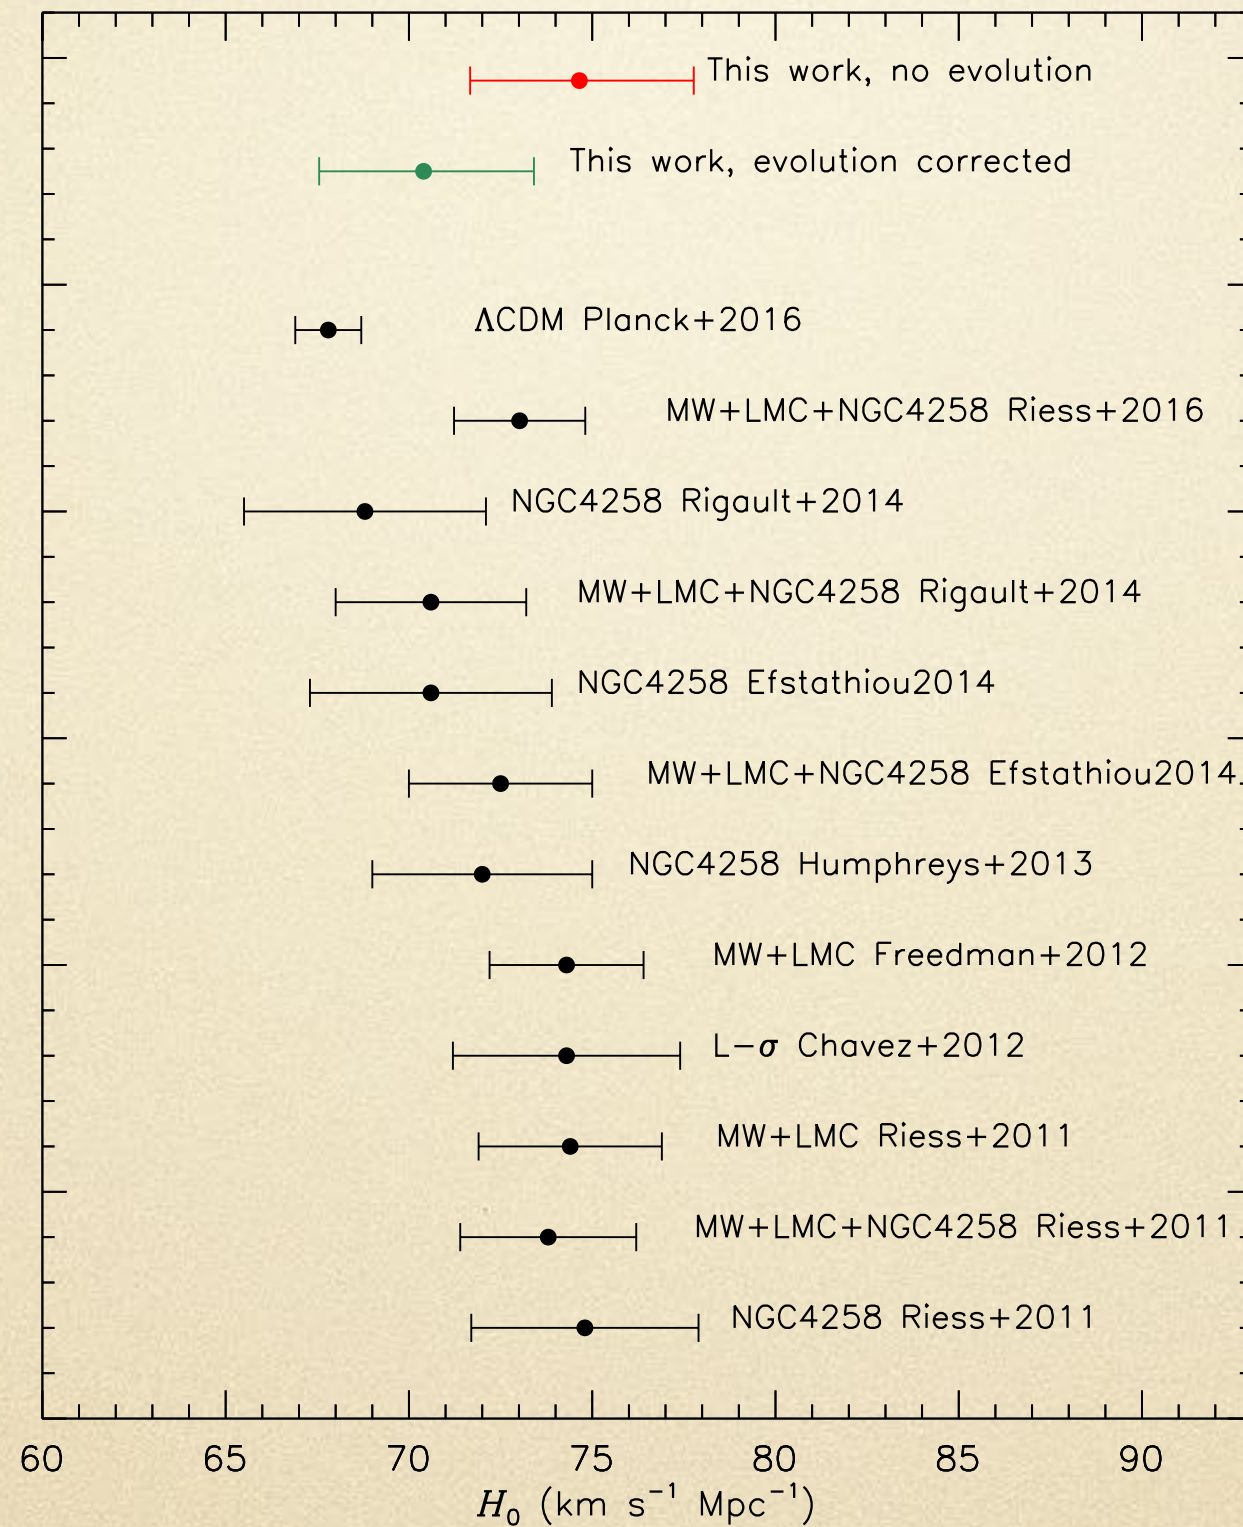 This work, no evolution
This work, evolution corrected
ΛCDM Planck+2016
MW+LMC+NGC4258 Riess+2016
NGC4258 Rigault+2014
MW+LMC+NGC4258 Rigault+2014
NGC4258 Efstathiou2014
MW+LMC+NGC4258 Efstathiou2014
NGC4258 Humphreys+2013
MW+LMC Freedman+2012
L−σ Chavez+2012
MW+LMC Riess+2011
MW+LMC+NGC4258 Riess+2011
NGC4258 Riess+2011
60 65 70 75 80 85 90
H₀ (km s⁻¹ Mpc⁻¹)